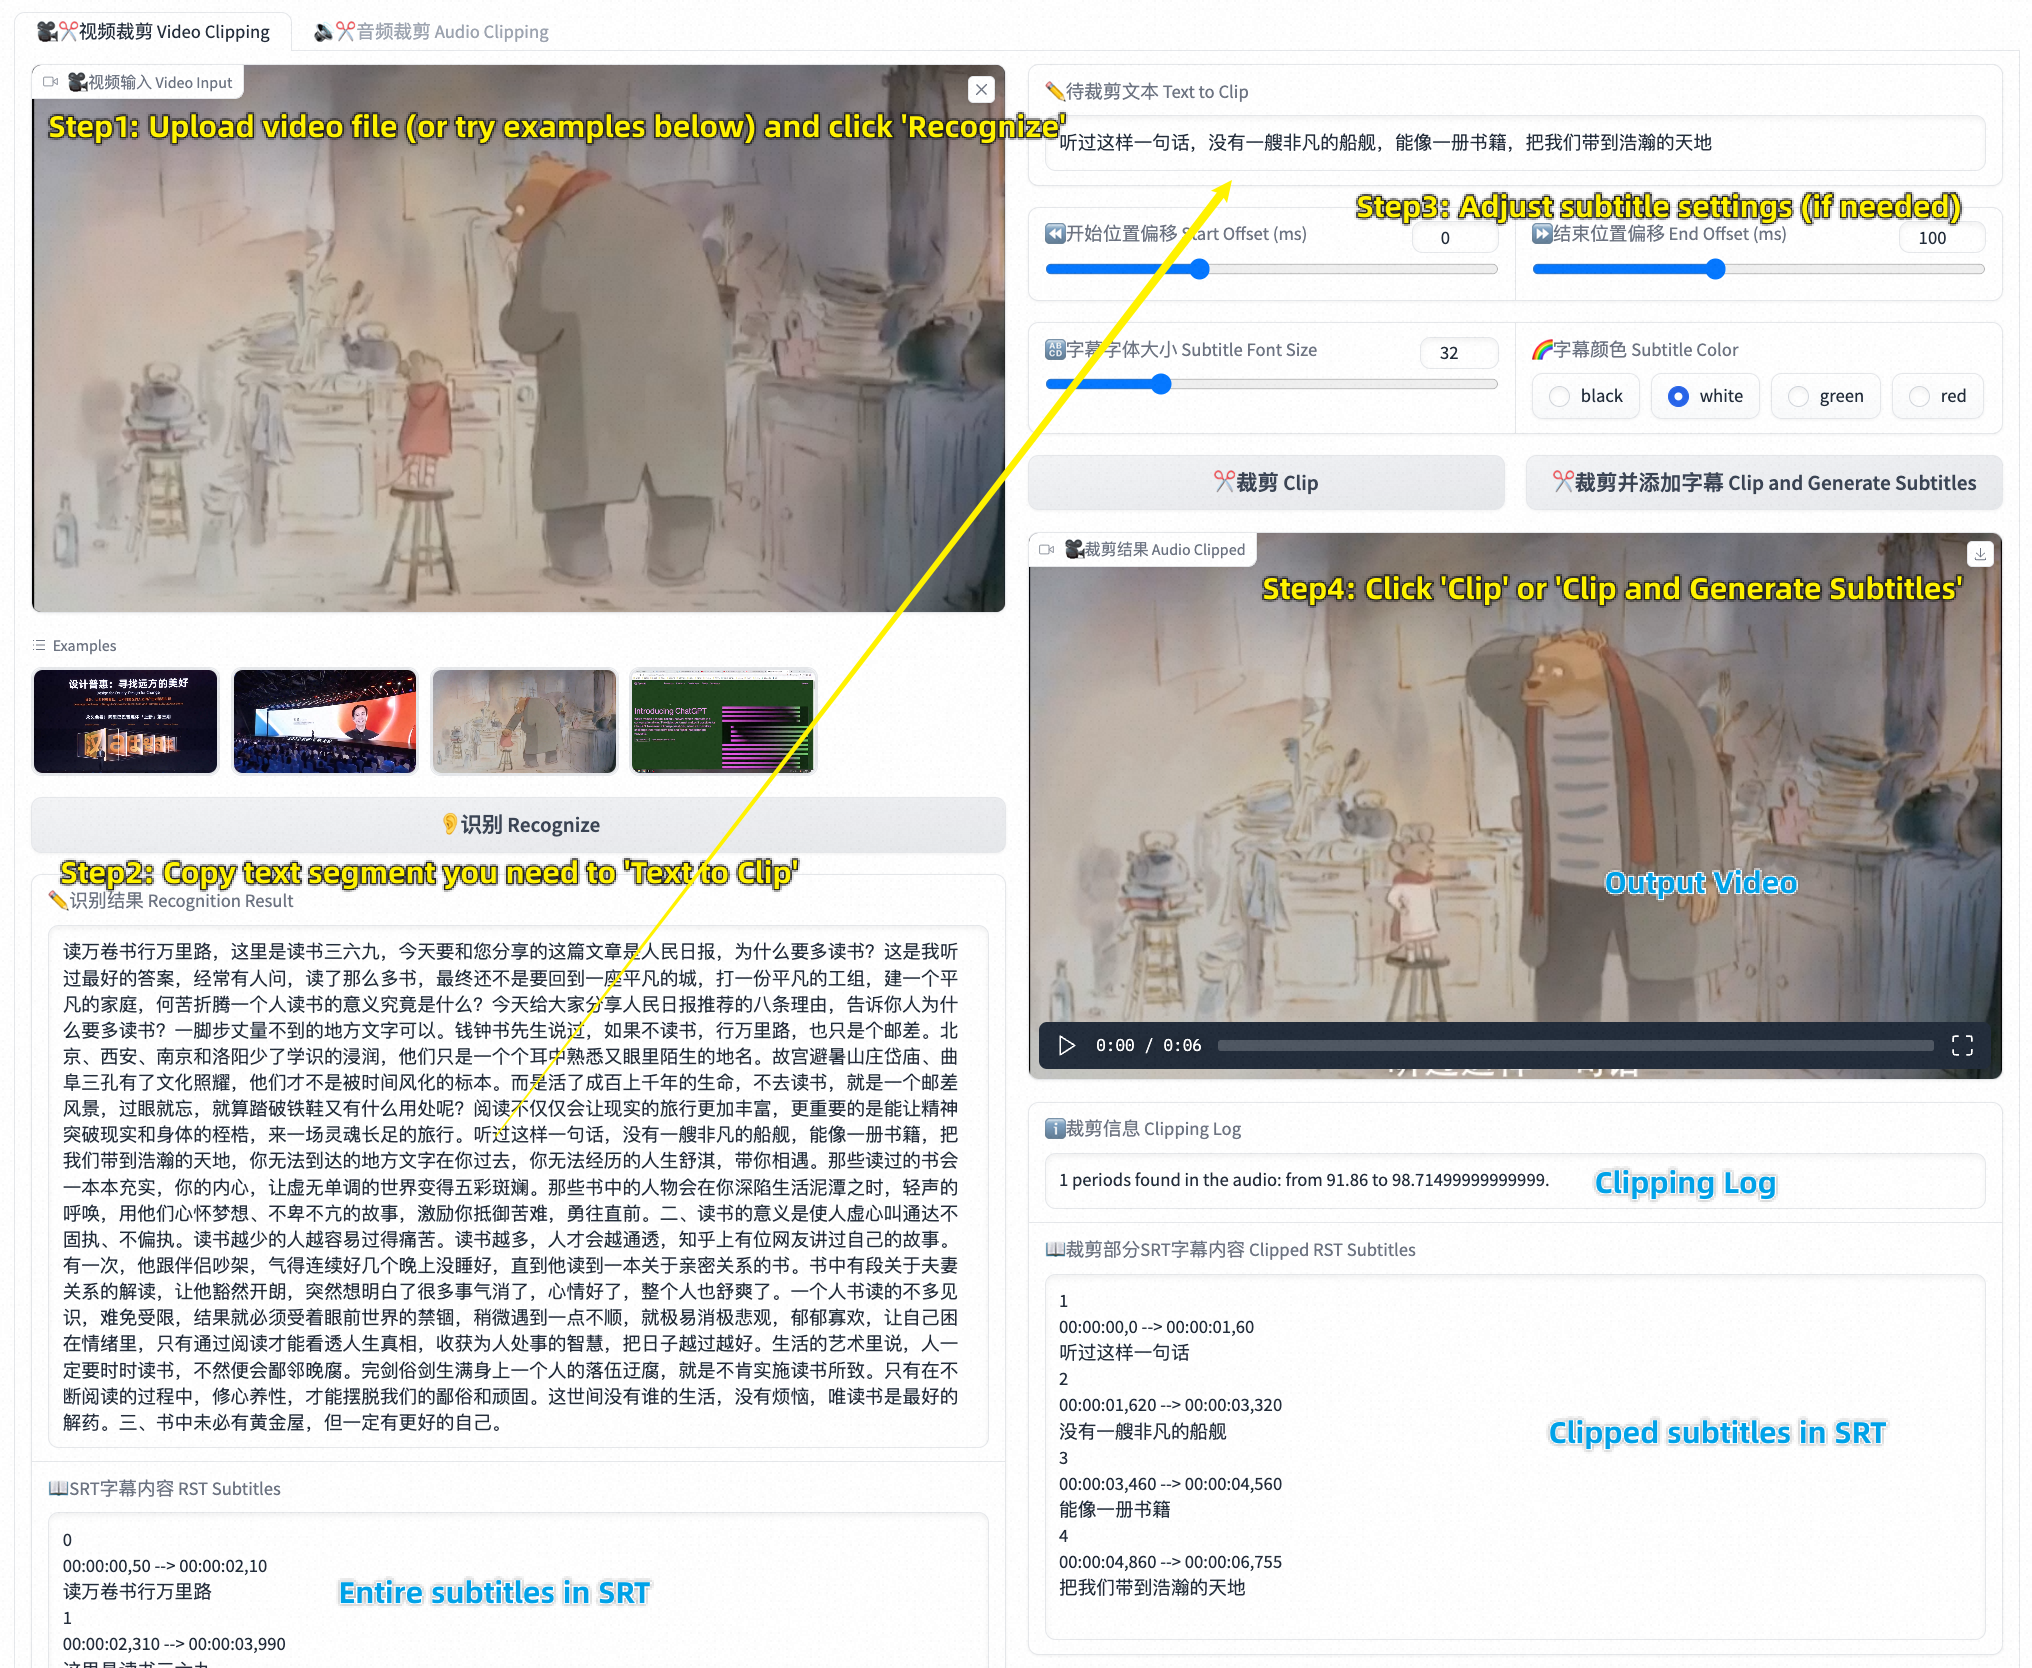 视频裁剪 Video Clipping
音频裁剪 Audio Clipping
视频输入 Video Input
Step1: Upload video file (or try examples below) and click 'Recognize'
Examples
设计普惠：寻找远方的美好
Introducing ChatGPT
识别 Recognize
Step2: Copy text segment you need to 'Text to Clip'
识别结果 Recognition Result
读万卷书行万里路，这里是读书三六九，今天要和您分享的这篇文章是人民日报，为什么要多读书？这是我听
过最好的答案，经常有人问，读了那么多书，最终还不是要回到一座平凡的城，打一份平凡的工组，建一个平
凡的家庭，何苦折腾一个人读书的意义究竟是什么？今天给大家分享人民日报推荐的八条理由，告诉你人为什
么要多读书？一脚步丈量不到的地方文字可以。钱钟书先生说过，如果不读书，行万里路，也只是个邮差。北
京、西安、南京和洛阳少了学识的浸润，他们只是一个个耳中熟悉又眼里陌生的地名。故宫避暑山庄岱庙、曲
阜三孔有了文化照耀，他们才不是被时间风化的标本。而是活了成百上千年的生命，不去读书，就是一个邮差
风景，过眼就忘，就算踏破铁鞋又有什么用处呢？阅读不仅仅会让现实的旅行更加丰富，更重要的是能让精神
突破现实和身体的桎梏，来一场灵魂长足的旅行。听过这样一句话，没有一艘非凡的船舰，能像一册书籍，把
我们带到浩瀚的天地，你无法到达的地方文字在你过去，你无法经历的人生舒淇，带你相遇。那些读过的书会
一本本充实，你的内心，让虚无单调的世界变得五彩斑斓。那些书中的人物会在你深陷生活泥潭之时，轻声的
呼唤，用他们心怀梦想、不卑不亢的故事，激励你抵御苦难，勇往直前。二、读书的意义是使人虚心叫通达不
固执、不偏执。读书越少的人越容易过得痛苦。读书越多，人才会越通透，知乎上有位网友讲过自己的故事。
有一次，他跟伴侣吵架，气得连续好几个晚上没睡好，直到他读到一本关于亲密关系的书。书中有段关于夫妻
关系的解读，让他豁然开朗，突然想明白了很多事气消了，心情好了，整个人也舒爽了。一个人书读的不多见
识，难免受限，结果就必须受着眼前世界的禁锢，稍微遇到一点不顺，就极易消极悲观，郁郁寡欢，让自己困
在情绪里，只有通过阅读才能看透人生真相，收获为人处事的智慧，把日子越过越好。生活的艺术里说，人一
定要时时读书，不然便会鄙邻晚腐。完剑俗剑生满身上一个人的落伍迂腐，就是不肯实施读书所致。只有在不
断阅读的过程中，修心养性，才能摆脱我们的鄙俗和顽固。这世间没有谁的生活，没有烦恼，唯读书是最好的
解药。三、书中未必有黄金屋，但一定有更好的自己。
SRT字幕内容 RST Subtitles
0
00:00:00,50 --> 00:00:02,10
读万卷书行万里路
1
00:00:02,310 --> 00:00:03,990
这里是读书三六九
Entire subtitles in SRT
待裁剪文本 Text to Clip
听过这样一句话，没有一艘非凡的船舰，能像一册书籍，把我们带到浩瀚的天地
Step3: Adjust subtitle settings (if needed)
开始位置偏移 Start Offset (ms)
0
结束位置偏移 End Offset (ms)
100
字幕字体大小 Subtitle Font Size
32
字幕颜色 Subtitle Color
black
white
green
red
裁剪 Clip
裁剪并添加字幕 Clip and Generate Subtitles
裁剪结果 Audio Clipped
Step4: Click 'Clip' or 'Clip and Generate Subtitles'
Output Video
0:00 / 0:06
裁剪信息 Clipping Log
1 periods found in the audio: from 91.86 to 98.71499999999999.
Clipping Log
裁剪部分SRT字幕内容 Clipped RST Subtitles
1
00:00:00,0 --> 00:00:01,60
听过这样一句话
2
00:00:01,620 --> 00:00:03,320
没有一艘非凡的船舰
3
00:00:03,460 --> 00:00:04,560
能像一册书籍
4
00:00:04,860 --> 00:00:06,755
把我们带到浩瀚的天地
Clipped subtitles in SRT